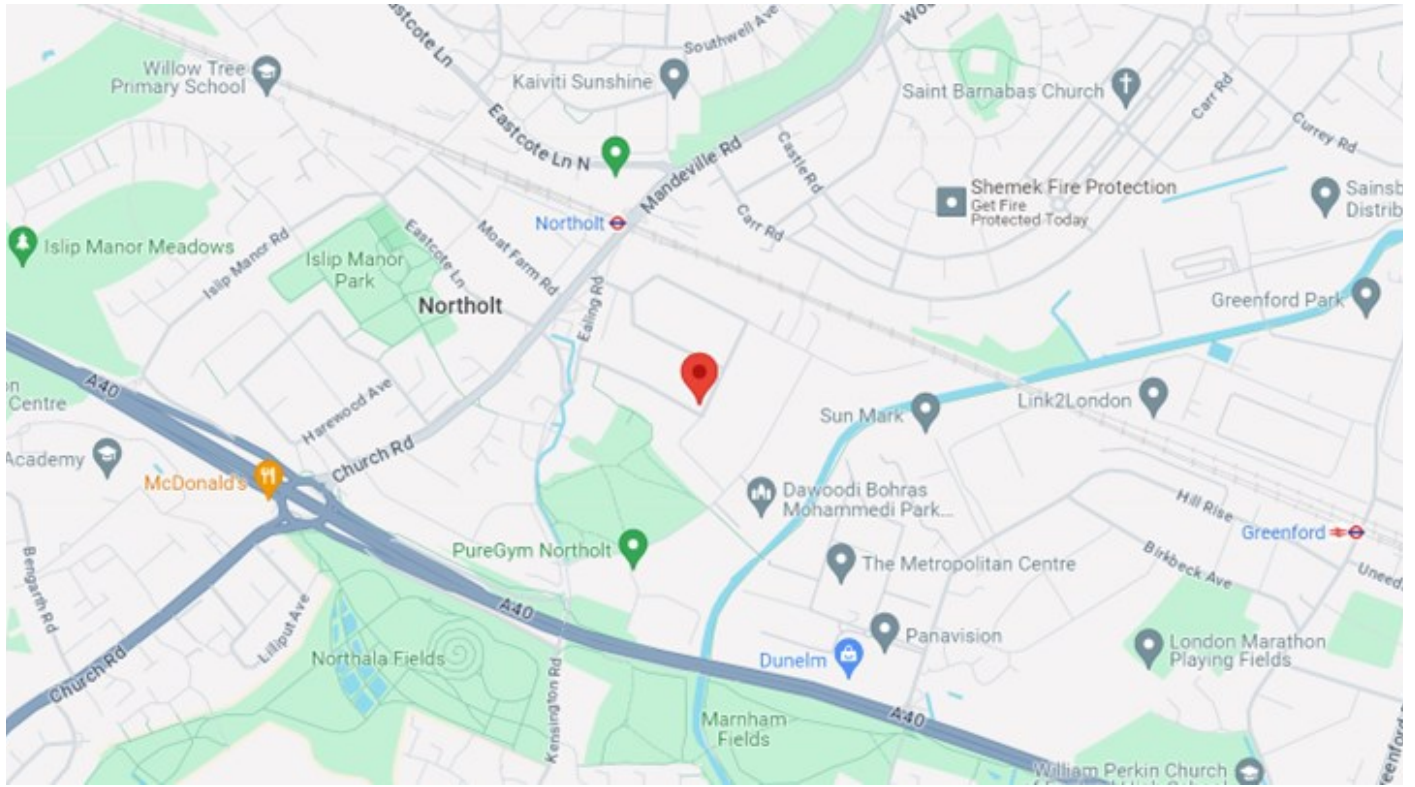 Eastcote Ln
Southwell Ave
Willow Tree
Primary School
Kaiviti Sunshine
Saint Barnabas Church
Carr Rd
Currey Rd
Eastcote Ln N
Mandeville Rd
Castle Rd
Shemek Fire Protection
Get Fire
Protected Today
Northolt
Carr Rd
Islip Manor Meadows
Islip Manor Rd
Islip Manor
Park
Eastcote Ln
Moat Farm Rd
Northolt
Ealing Rd
Greenford Park
A40
Centre
Harewood Ave
Sun Mark
Link2London
Academy
McDonald's
Church Rd
Dawoodi Bohras
Mohammedi Park...
Hill Rise
Greenford
PureGym Northolt
The Metropolitan Centre
Birkbeck Ave
Bengarth Rd
Lilliput Ave
A40
Panavision
London Marathon
Playing Fields
Northala Fields
Dunelm
Church Rd
Kensington Rd
Marnham
Fields
A40
William Perkin Church